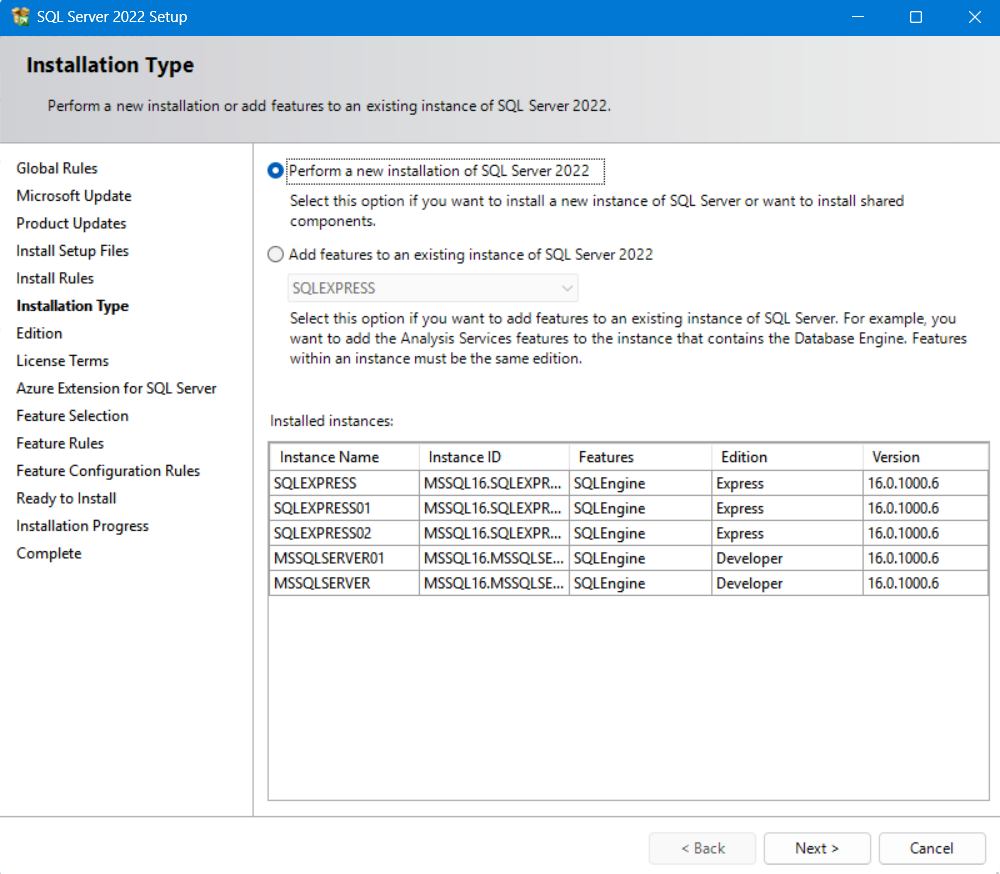 SQL Server 2022 Setup
Installation Type
Perform a new installation or add features to an existing instance of SQL Server 2022.
Global Rules
Microsoft Update
Product Updates
Install Setup Files
Install Rules
Installation Type
Edition
License Terms
Azure Extension for SQL Server
Feature Selection
Feature Rules
Feature Configuration Rules
Ready to Install
Installation Progress
Complete
Perform a new installation of SQL Server 2022
Select this option if you want to install a new instance of SQL Server or want to install shared
components.
Add features to an existing instance of SQL Server 2022
SQLEXPRESS
Select this option if you want to add features to an existing instance of SQL Server. For example, you
want to add the Analysis Services features to the instance that contains the Database Engine. Features
within an instance must be the same edition.
Installed instances:
Instance Name Instance ID Features Edition Version
SQLEXPRESS MSSQL16.SQLEXPR... SQLEngine Express 16.0.1000.6
SQLEXPRESS01 MSSQL16.SQLEXPR... SQLEngine Express 16.0.1000.6
SQLEXPRESS02 MSSQL16.SQLEXPR... SQLEngine Express 16.0.1000.6
MSSQLSERVER01 MSSQL16.MSSQLSE... SQLEngine Developer 16.0.1000.6
MSSQLSERVER MSSQL16.MSSQLSE... SQLEngine Developer 16.0.1000.6
< Back Next > Cancel